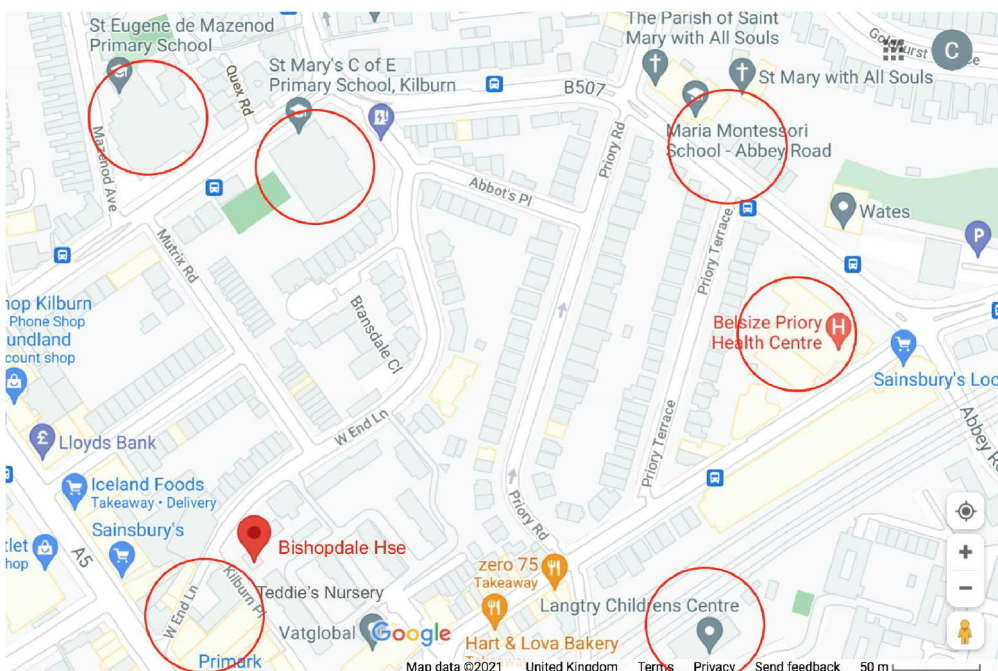 St Eugene de Mazenod
Primary School
The Parish of Saint
Mary with All Souls
C
St Mary's C of E
Primary School, Kilburn
Quex Rd
B507
St Mary with All Souls
Mazenod Ave
Maria Montessori
School - Abbey Road
Priory Rd
Abbot's Pl
Wates
P
Mutrix Rd
Priory Terrace
hop Kilburn
Phone Shop
undland
count shop
Bransdale Cl
Belsize Priory
Health Centre
H
Sainsbury's Loc
W End Ln
Abbey R
£
Lloyds Bank
Priory Terrace
Iceland Foods
Takeaway • Delivery
Sainsbury's
Priory Rd
tlet
hop
A5
Bishopdale Hse
zero 75
Takeaway
Kilburn Pl
Teddie's Nursery
Langtry Childrens Centre
W End Ln
Vatglobal
Google
Hart & Lova Bakery
Primark
Map data ©2021 United Kingdom Terms Privacy Send feedback 50 m